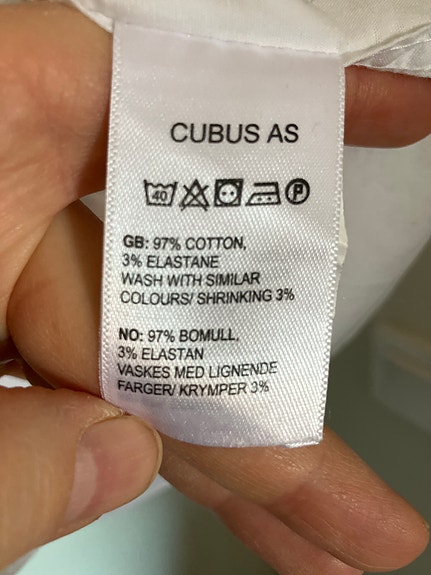 CUBUS AS
40 P
GB: 97% COTTON,
3% ELASTANE
WASH WITH SIMILAR
COLOURS/ SHRINKING 3%
NO: 97% BOMULL,
3% ELASTAN
VASKES MED LIGNENDE
FARGER/ KRYMPER 3%